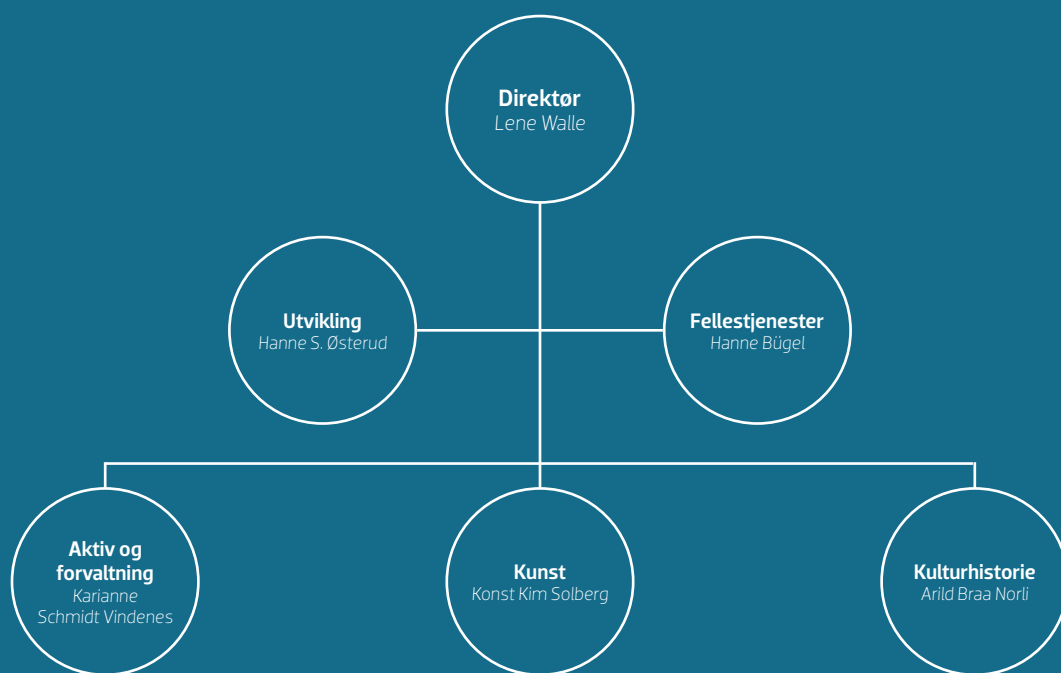 Direktør
Lene Walle
Utvikling
Hanne S. Østerud
Fellestjenester
Hanne Bügel
Aktiv og
forvaltning
Karianne
Schmidt Vindenes
Kunst
Konst Kim Solberg
Kulturhistorie
Arild Braa Norli